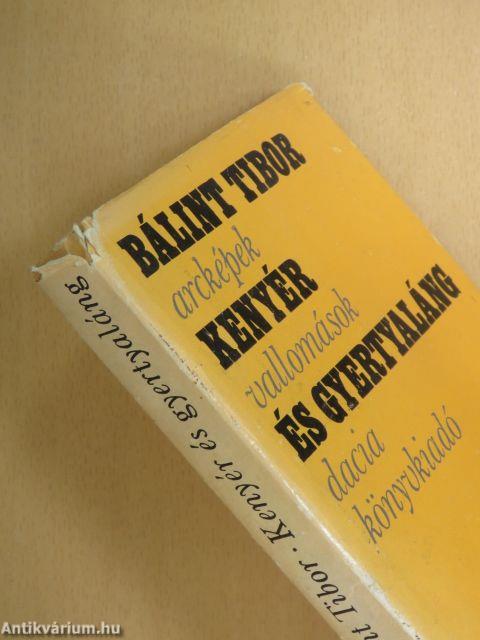 BÁLINT TIBOR
arcképek
KENYÉR
vallomások
ÉS GYERTYALÁNG
dacia
könyvkiadó
Tibor · Kenyér és gyertyaláng
Antikvárium.hu